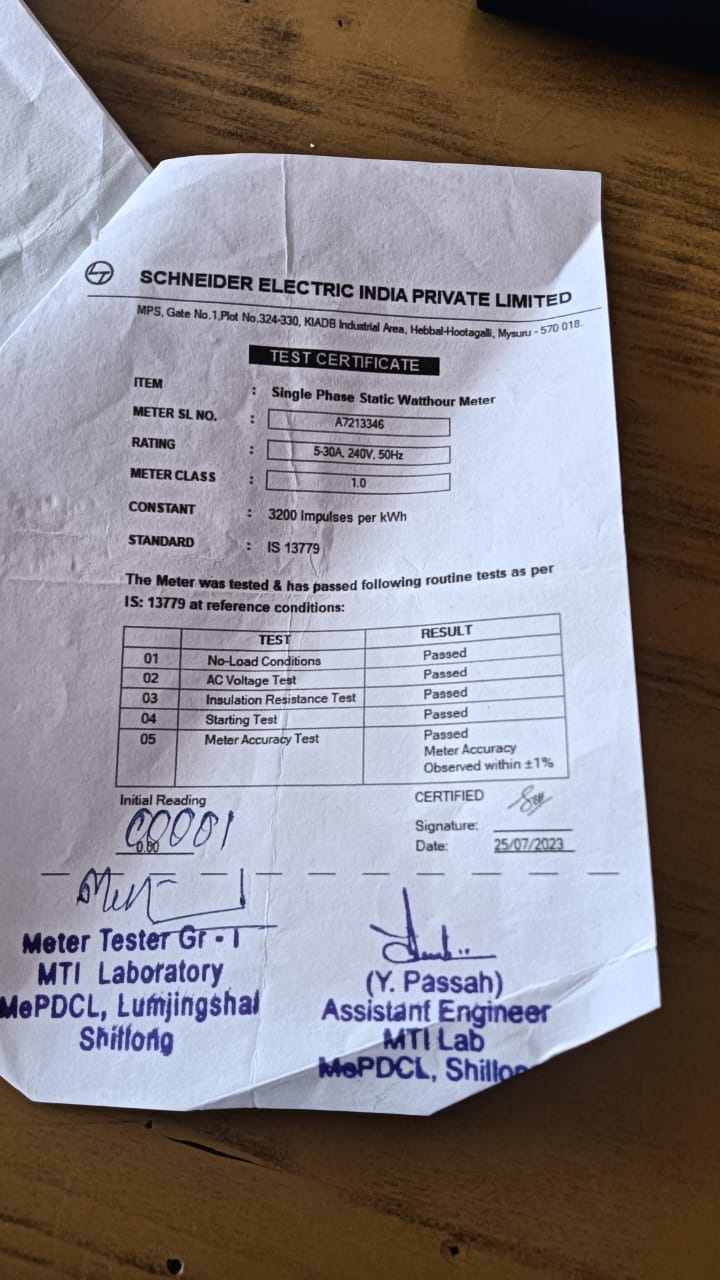 SCHNEIDER ELECTRIC INDIA PRIVATE LIMITED
MPS, Gate No.1,Plot No.324-330, KIADB Industrial Area, Hebbal-Hootagalli, Mysuru - 570 018.
TEST CERTIFICATE
ITEM : Single Phase Static Watthour Meter
METER SL NO. : A7213346
RATING : 5-30A, 240V, 50Hz
METER CLASS : 1.0
CONSTANT : 3200 Impulses per kWh
STANDARD : IS 13779
The Meter was tested & has passed following routine tests as per
IS: 13779 at reference conditions:
TEST RESULT
01 No-Load Conditions Passed
02 AC Voltage Test Passed
03 Insulation Resistance Test Passed
04 Starting Test Passed
05 Meter Accuracy Test Passed
Meter Accuracy
Observed within ±1%
Initial Reading
00001
0.00
CERTIFIED
Signature:
Date: 25/07/2023
Meter Tester Gr - I
MTI Laboratory
MePDCL, Lumjingshai
Shillong
(Y. Passah)
Assistant Engineer
MTI Lab
MePDCL, Shillon